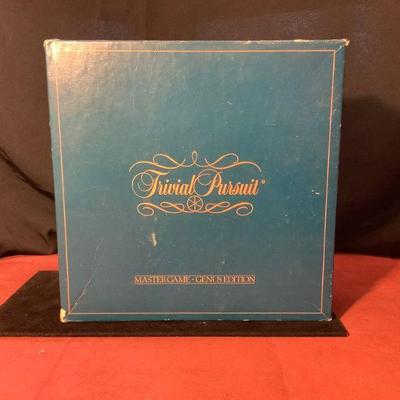 Trivial Pursuit®
MASTER GAME - GENUS EDITION